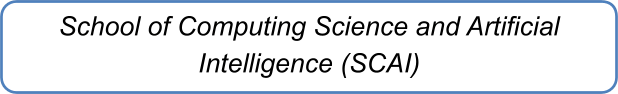 School of Computing Science and Artificial
Intelligence (SCAI)